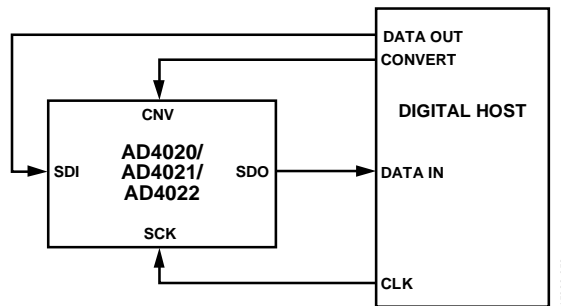 DATA OUT
CONVERT
DIGITAL HOST
CNV
AD4020/
AD4021/
AD4022
SDI
SDO
DATA IN
SCK
CLK